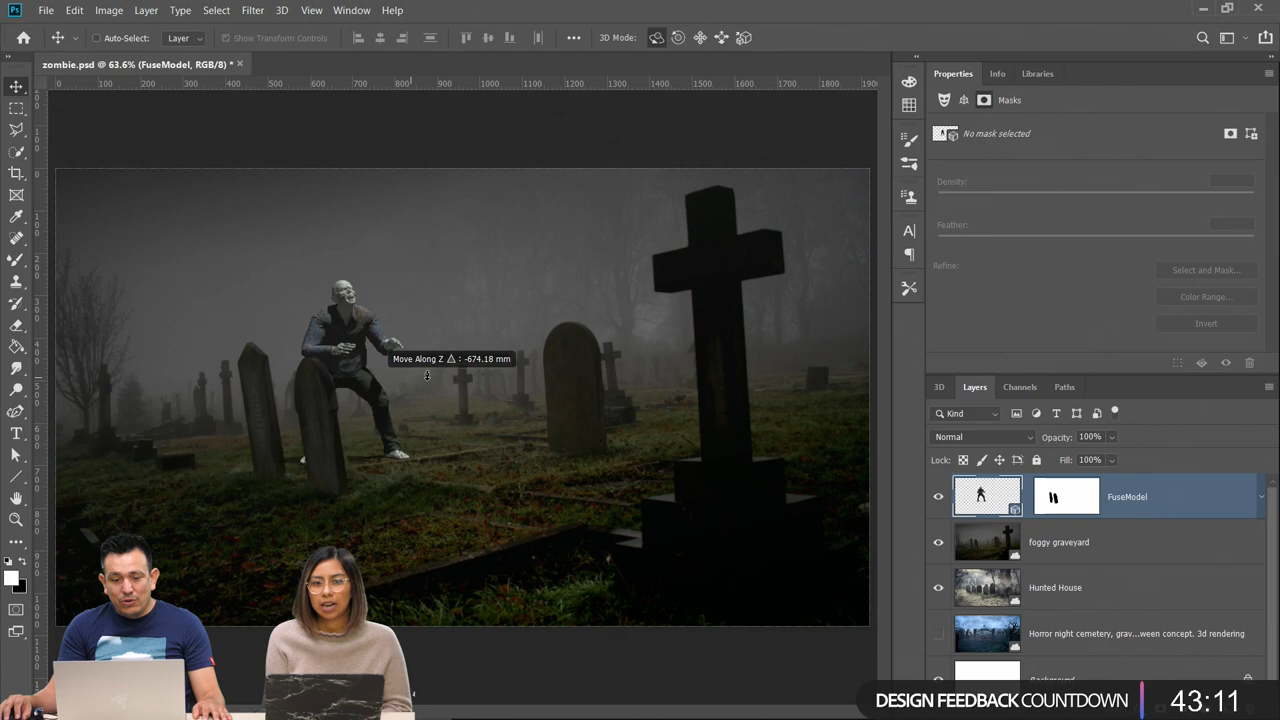 Ps File Edit Image Layer Type Select Filter 3D View Window Help
Auto-Select: Layer Show Transform Controls 3D Mode:
zombie.psd @ 63.6% (FuseModel, RGB/8) *
0 100 200 300 400 500 600 700 800 900 1000 1100 1200 1300 1400 1500 1600 1700 1800 1900
Properties Info Libraries
Masks
No mask selected
Density:
Feather:
Refine:
Select and Mask...
Color Range...
Invert
Move Along Z : -674.18 mm
3D Layers Channels Paths
Kind
Normal Opacity: 100%
Lock: Fill: 100%
FuseModel
foggy graveyard
Hunted House
Horror night cemetery, grav...ween concept. 3d rendering
Background
DESIGN FEEDBACK COUNTDOWN 43:11